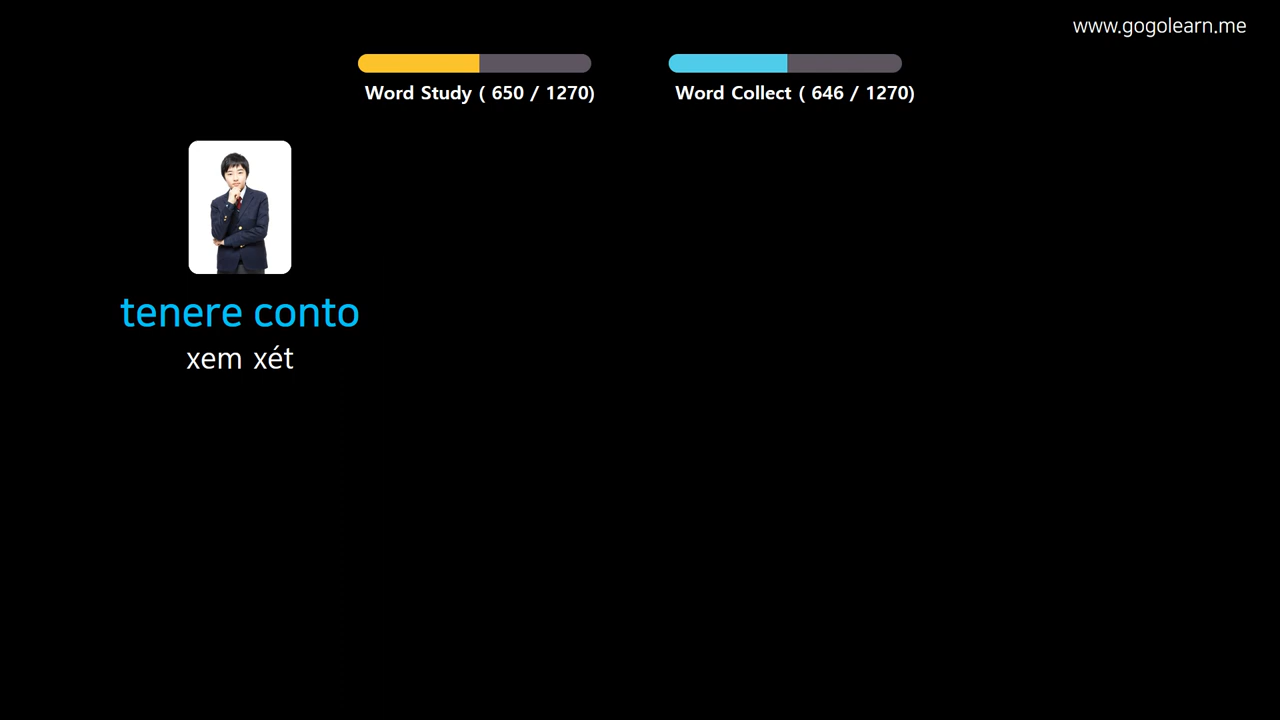 www.gogolearn.me
Word Study ( 650 / 1270)
Word Collect ( 646 / 1270)
tenere conto
xem xét